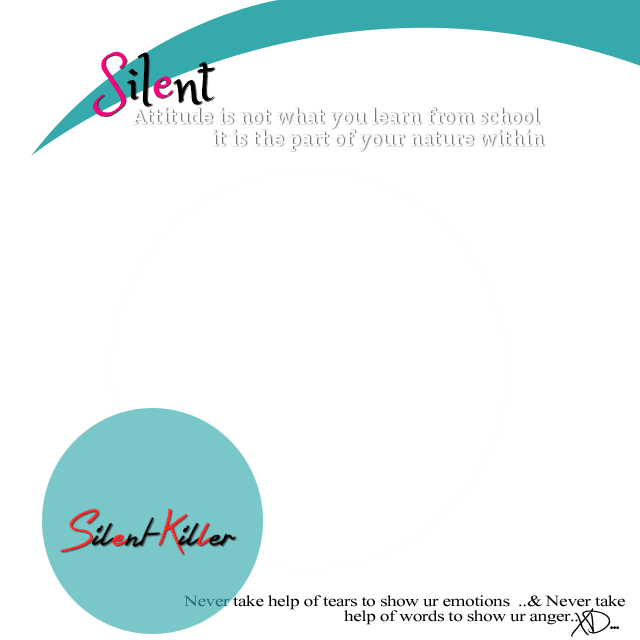 Silent
Attitude is not what you learn from school
it is the part of your nature within
Silent-Killer
Never take help of tears to show ur emotions ..& Never take
help of words to show ur anger..XD...